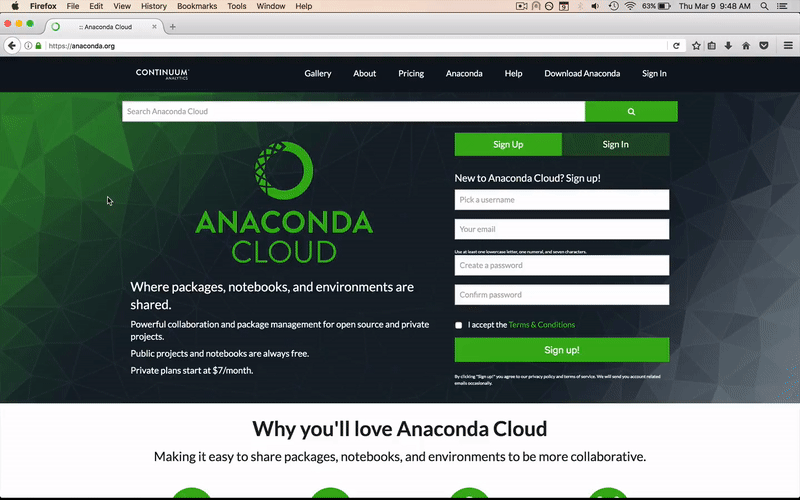 Firefox File Edit View History Bookmarks Tools Window Help 63% Thu Mar 9 9:48 AM
:: Anaconda Cloud
https://anaconda.org
CONTINUUM
ANALYTICS
Gallery About Pricing Anaconda Help Download Anaconda Sign In
Search Anaconda Cloud
Sign Up Sign In
New to Anaconda Cloud? Sign up!
Pick a username
Your email
Use at least one lowercase letter, one numeral, and seven characters.
Create a password
Confirm password
I accept the Terms & Conditions
Sign up!
By clicking "Sign up!" you agree to our privacy policy and terms of service. We will send you account related
emails occasionally.
ANACONDA
CLOUD
Where packages, notebooks, and environments are
shared.
Powerful collaboration and package management for open source and private
projects.
Public projects and notebooks are always free.
Private plans start at $7/month.
Why you'll love Anaconda Cloud
Making it easy to share packages, notebooks, and environments to be more collaborative.